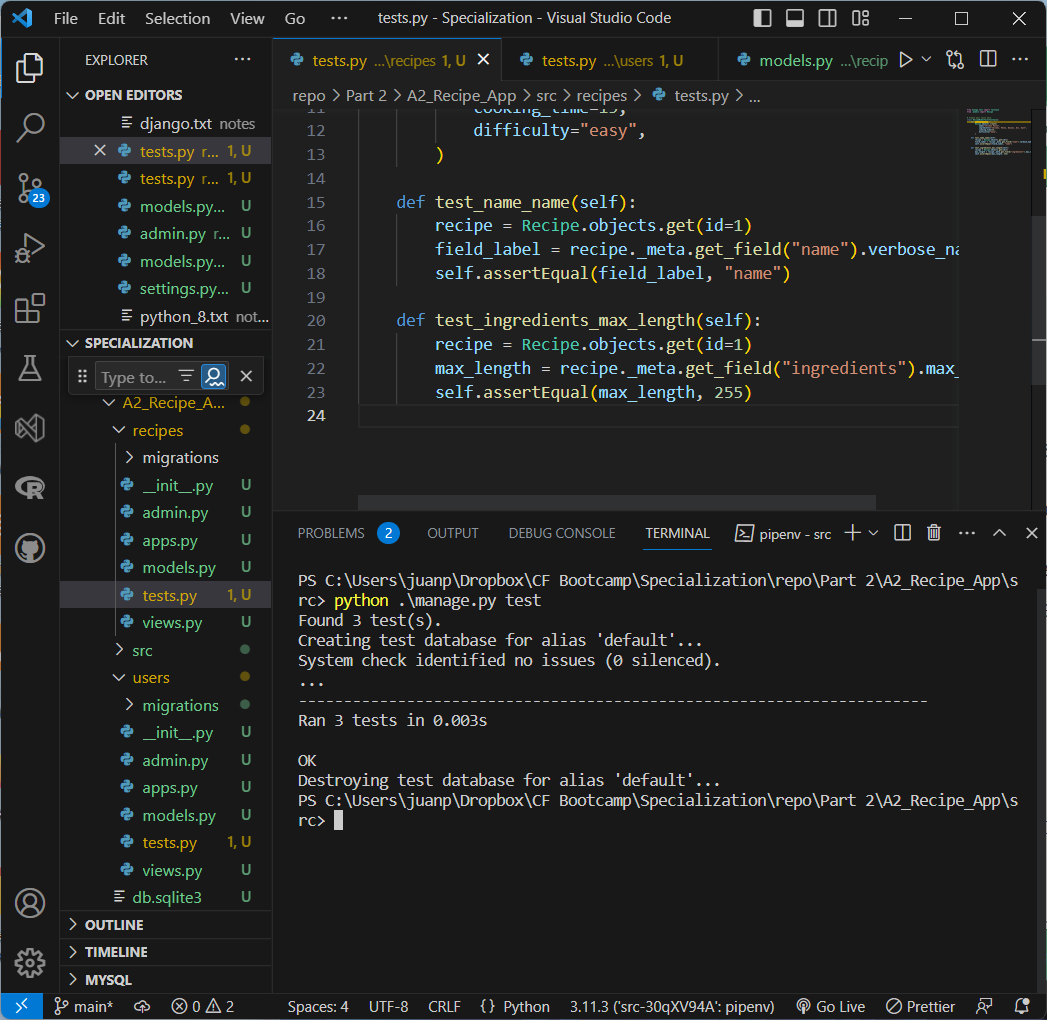 File Edit Selection View Go ··· tests.py - Specialization - Visual Studio Code
EXPLORER ···
OPEN EDITORS
django.txt notes
tests.py r... 1, U
tests.py r... 1, U
models.py... U
admin.py r... U
models.py... U
settings.py... U
python_8.txt not...
SPECIALIZATION
Type to...
A2_Recipe_A...
recipes
migrations
__init__.py U
admin.py U
apps.py U
models.py U
tests.py 1, U
views.py U
src
users
migrations
__init__.py U
admin.py U
apps.py U
models.py U
tests.py 1, U
views.py U
db.sqlite3 U
OUTLINE
TIMELINE
MYSQL
23
tests.py ...\recipes 1, U
tests.py ...\users 1, U
models.py ...\recip
repo > Part 2 > A2_Recipe_App > src > recipes > tests.py > ...
11 cooking_time=15,
12 difficulty="easy",
13 )
14
15 def test_name_name(self):
16 recipe = Recipe.objects.get(id=1)
17 field_label = recipe._meta.get_field("name").verbose_na
18 self.assertEqual(field_label, "name")
19
20 def test_ingredients_max_length(self):
21 recipe = Recipe.objects.get(id=1)
22 max_length = recipe._meta.get_field("ingredients").max_
23 self.assertEqual(max_length, 255)
24
PROBLEMS 2 OUTPUT DEBUG CONSOLE TERMINAL pipenv - src
PS C:\Users\juanp\Dropbox\CF Bootcamp\Specialization\repo\Part 2\A2_Recipe_App\s
rc> python .\manage.py test
Found 3 test(s).
Creating test database for alias 'default'...
System check identified no issues (0 silenced).
...
----------------------------------------------------------------------
Ran 3 tests in 0.003s
OK
Destroying test database for alias 'default'...
PS C:\Users\juanp\Dropbox\CF Bootcamp\Specialization\repo\Part 2\A2_Recipe_App\s
rc>
main* 0 2 Spaces: 4 UTF-8 CRLF {} Python 3.11.3 ('src-30qXV94A': pipenv) Go Live Prettier